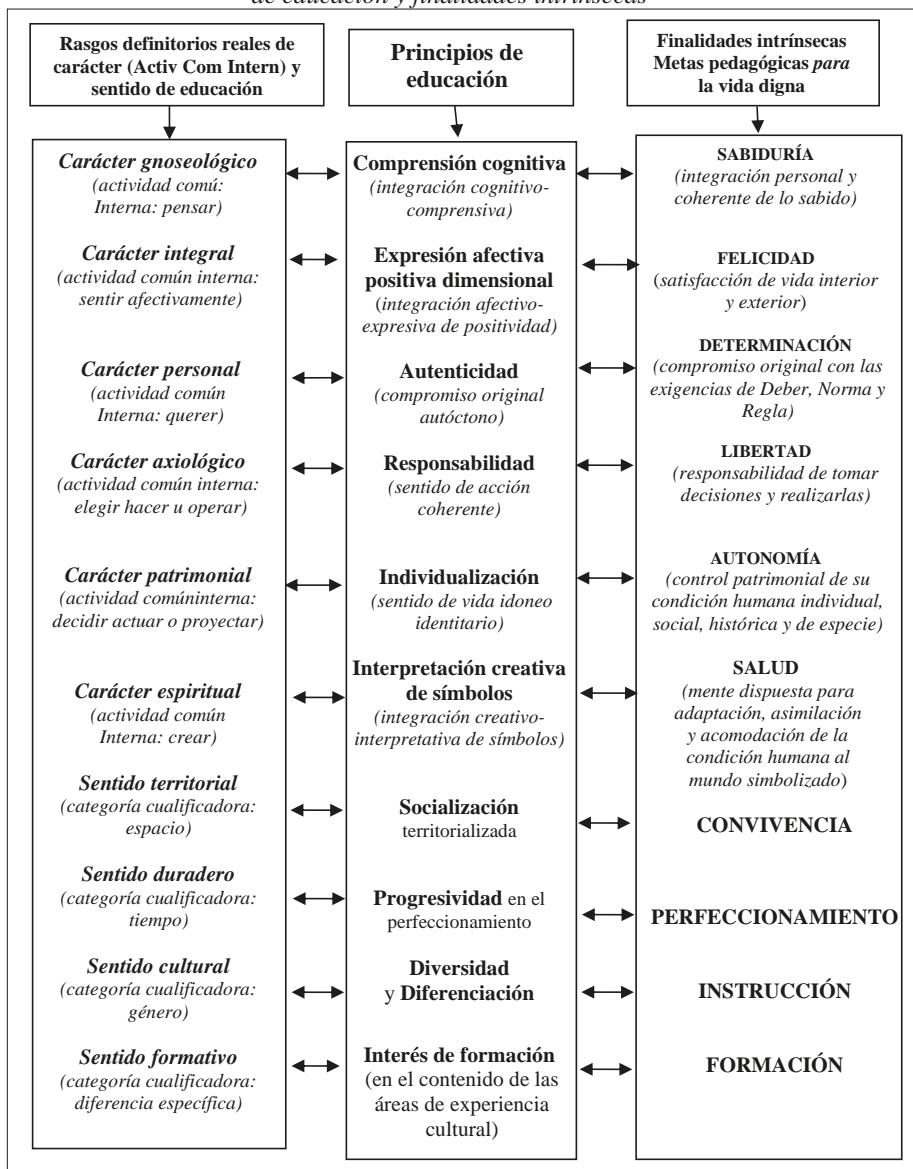 de educación y finalidades intrínsecas
Rasgos definitorios reales de
carácter (Activ Com Intern) y
sentido de educación
Principios de
educación
Finalidades intrínsecas
Metas pedagógicas para
la vida digna
Carácter gnoseológico
(actividad comú:
Interna: pensar)
Carácter integral
(actividad común interna:
sentir afectivamente)
Carácter personal
(actividad común
Interna: querer)
Carácter axiológico
(actividad común interna:
elegir hacer u operar)
Carácter patrimonial
(actividad comúninterna:
decidir actuar o proyectar)
Carácter espiritual
(actividad común
Interna: crear)
Sentido territorial
(categoría cualificadora:
espacio)
Sentido duradero
(categoría cualificadora:
tiempo)
Sentido cultural
(categoría cualificadora:
género)
Sentido formativo
(categoría cualificadora:
diferencia específica)
Comprensión cognitiva
(integración cognitivo-
comprensiva)
Expresión afectiva
positiva dimensional
(integración afectivo-
expresiva de positividad)
Autenticidad
(compromiso original
autóctono)
Responsabilidad
(sentido de acción
coherente)
Individualización
(sentido de vida idoneo
identitario)
Interpretación creativa
de símbolos
(integración creativo-
interpretativa de símbolos)
Socialización
territorializada
Progresividad en el
perfeccionamiento
Diversidad
y Diferenciación
Interés de formación
(en el contenido de las
áreas de experiencia
cultural)
SABIDURÍA
(integración personal y
coherente de lo sabido)
FELICIDAD
(satisfacción de vida interior
y exterior)
DETERMINACIÓN
(compromiso original con las
exigencias de Deber, Norma y
Regla)
LIBERTAD
(responsabilidad de tomar
decisiones y realizarlas)
AUTONOMÍA
(control patrimonial de su
condición humana individual,
social, histórica y de especie)
SALUD
(mente dispuesta para
adaptación, asimilación
y acomodación de la
condición humana al
mundo simbolizado)
CONVIVENCIA
PERFECCIONAMIENTO
INSTRUCCIÓN
FORMACIÓN